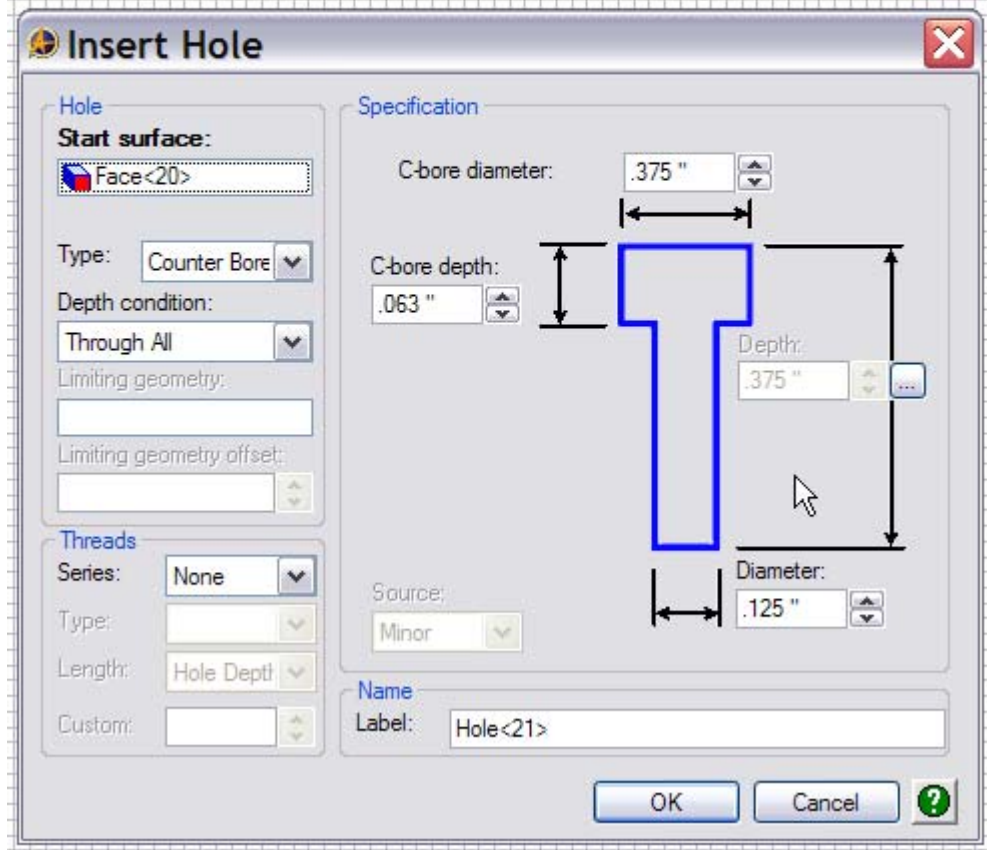 Insert Hole
Hole
Start surface:
Face<20>
Type: Counter Bore
Depth condition:
Through All
Limiting geometry:
Limiting geometry offset:
Threads
Series: None
Type:
Length: Hole Depth
Custom:
Specification
C-bore diameter: .375 "
C-bore depth:
.063 "
Depth:
.375 " ...
Diameter:
.125 "
Source:
Minor
Name
Label: Hole<21>
OK Cancel ?